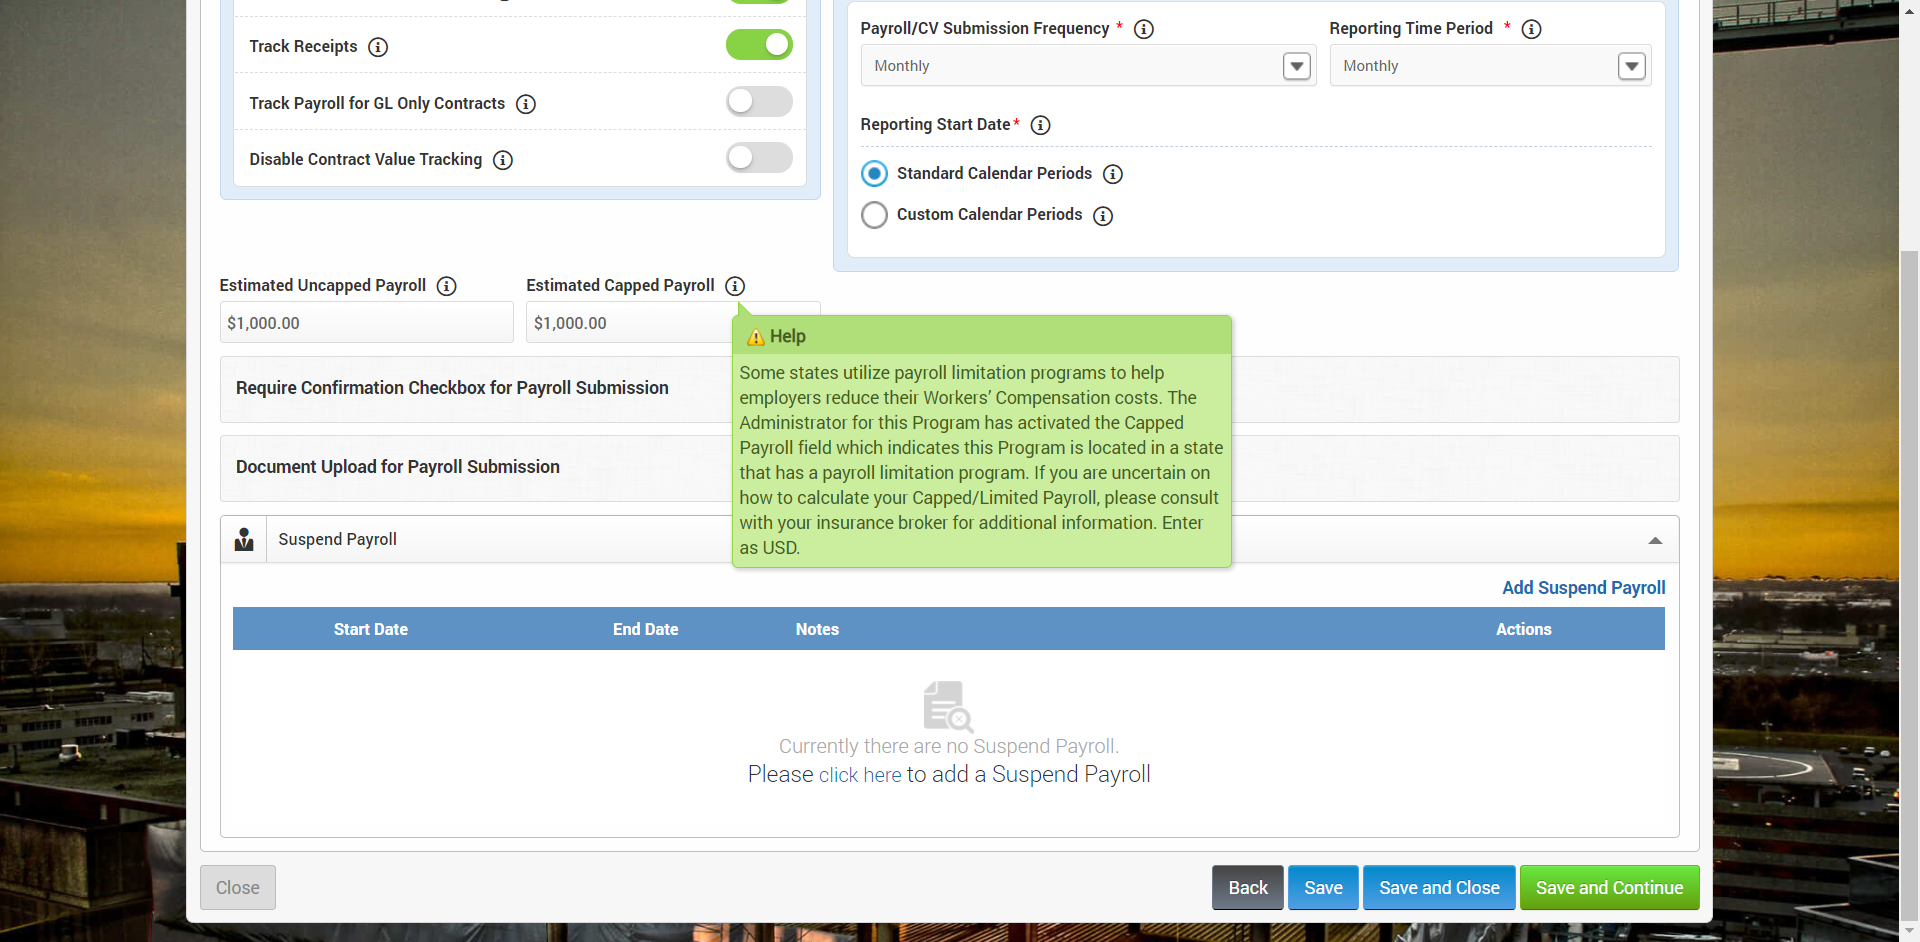 Track Receipts
Track Payroll for GL Only Contracts
Disable Contract Value Tracking
Payroll/CV Submission Frequency *
Reporting Time Period *
Monthly
Monthly
Reporting Start Date*
Standard Calendar Periods
Custom Calendar Periods
Estimated Uncapped Payroll
Estimated Capped Payroll
$1,000.00
$1,000.00
Help
Some states utilize payroll limitation programs to help
employers reduce their Workers’ Compensation costs. The
Administrator for this Program has activated the Capped
Payroll field which indicates this Program is located in a state
that has a payroll limitation program. If you are uncertain on
how to calculate your Capped/Limited Payroll, please consult
with your insurance broker for additional information. Enter
as USD.
Require Confirmation Checkbox for Payroll Submission
Document Upload for Payroll Submission
Suspend Payroll
Add Suspend Payroll
Start Date
End Date
Notes
Actions
Currently there are no Suspend Payroll.
Please click here to add a Suspend Payroll
Close
Back
Save
Save and Close
Save and Continue